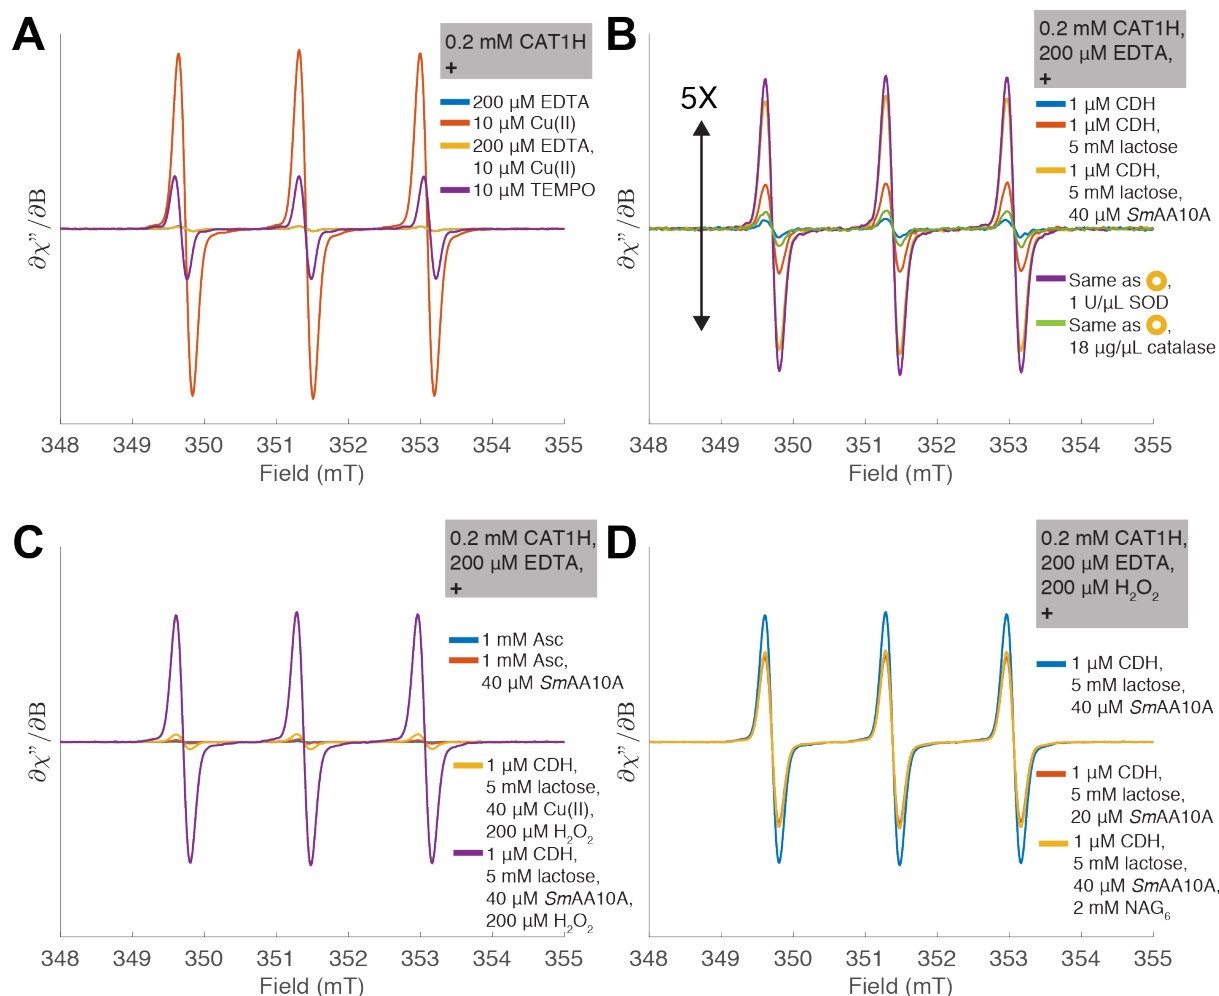 A
0.2 mM CAT1H
+
200 µM EDTA
10 µM Cu(II)
200 µM EDTA,
10 µM Cu(II)
10 µM TEMPO
∂χ”/∂B
348 349 350 351 352 353 354 355
Field (mT)
B
0.2 mM CAT1H,
200 µM EDTA,
+
5X
1 µM CDH
1 µM CDH,
5 mM lactose
1 µM CDH,
5 mM lactose,
40 µM SmAA10A
Same as ,
1 U/µL SOD
Same as ,
18 µg/µL catalase
∂χ”/∂B
348 349 350 351 352 353 354 355
Field (mT)
C
0.2 mM CAT1H,
200 µM EDTA,
+
1 mM Asc
1 mM Asc,
40 µM SmAA10A
1 µM CDH,
5 mM lactose,
40 µM Cu(II),
200 µM H₂O₂
1 µM CDH,
5 mM lactose,
40 µM SmAA10A,
200 µM H₂O₂
∂χ”/∂B
348 349 350 351 352 353 354 355
Field (mT)
D
0.2 mM CAT1H,
200 µM EDTA,
200 µM H₂O₂
+
1 µM CDH,
5 mM lactose,
40 µM SmAA10A
1 µM CDH,
5 mM lactose,
20 µM SmAA10A
1 µM CDH,
5 mM lactose,
40 µM SmAA10A,
2 mM NAG₆
∂χ”/∂B
348 349 350 351 352 353 354 355
Field (mT)